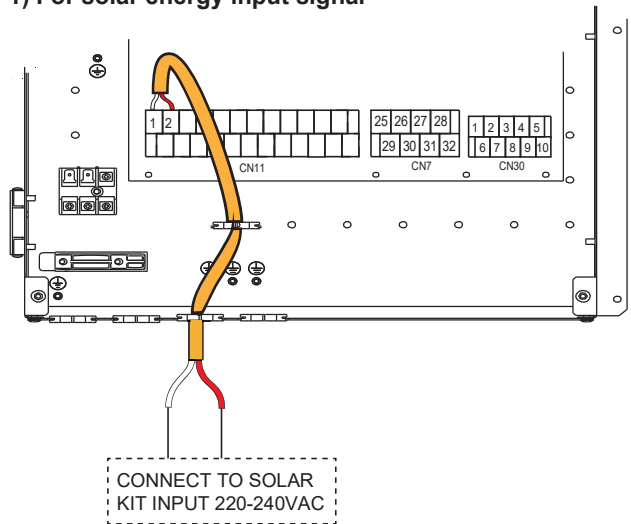 1) For solar energy input signal
1 2
25 26 27 28
29 30 31 32
1 2 3 4 5
6 7 8 9 10
CN11
CN7
CN30
CONNECT TO SOLAR
KIT INPUT 220-240VAC